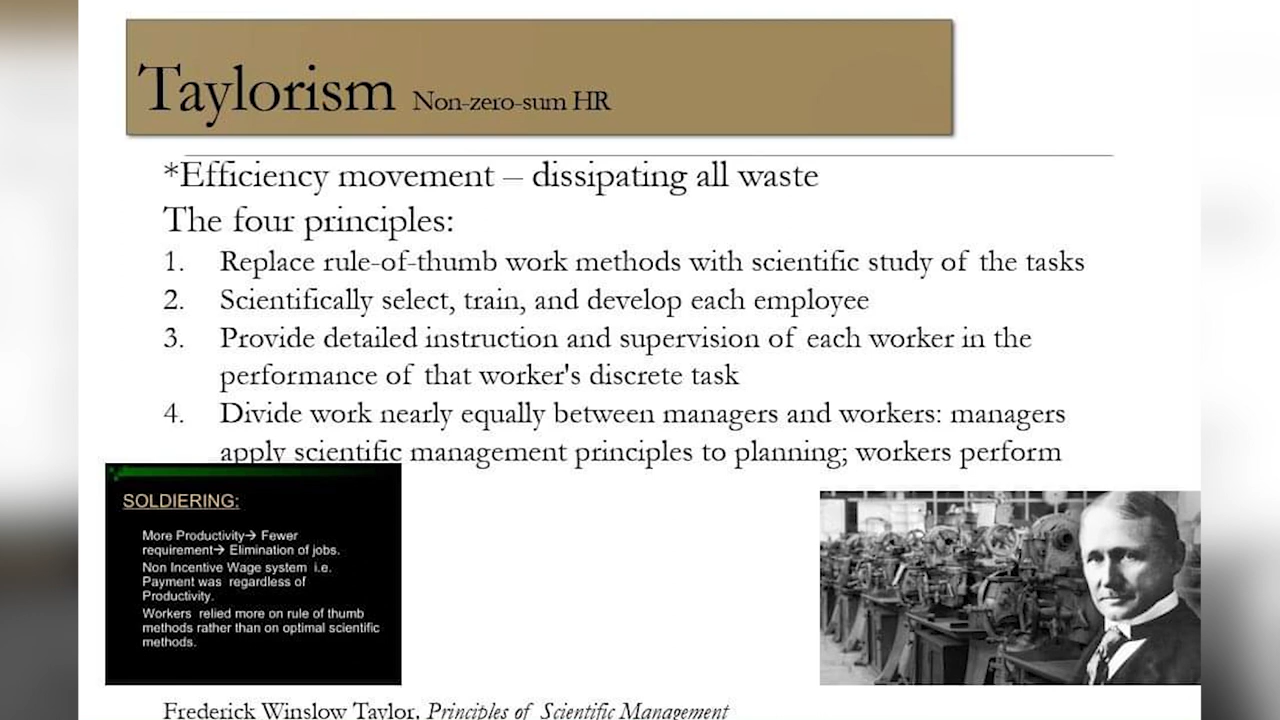 Taylorism Non-zero-sum HR
*Efficiency movement – dissipating all waste
The four principles:
1. Replace rule-of-thumb work methods with scientific study of the tasks
2. Scientifically select, train, and develop each employee
3. Provide detailed instruction and supervision of each worker in the
performance of that worker's discrete task
4. Divide work nearly equally between managers and workers: managers
apply scientific management principles to planning; workers perform
SOLDIERING:
More Productivity→ Fewer
requirement→ Elimination of jobs.
Non Incentive Wage system i.e.
Payment was regardless of
Productivity.
Workers relied more on rule of thumb
methods rather than on optimal scientific
methods.
Frederick Winslow Taylor, Principles of Scientific Management